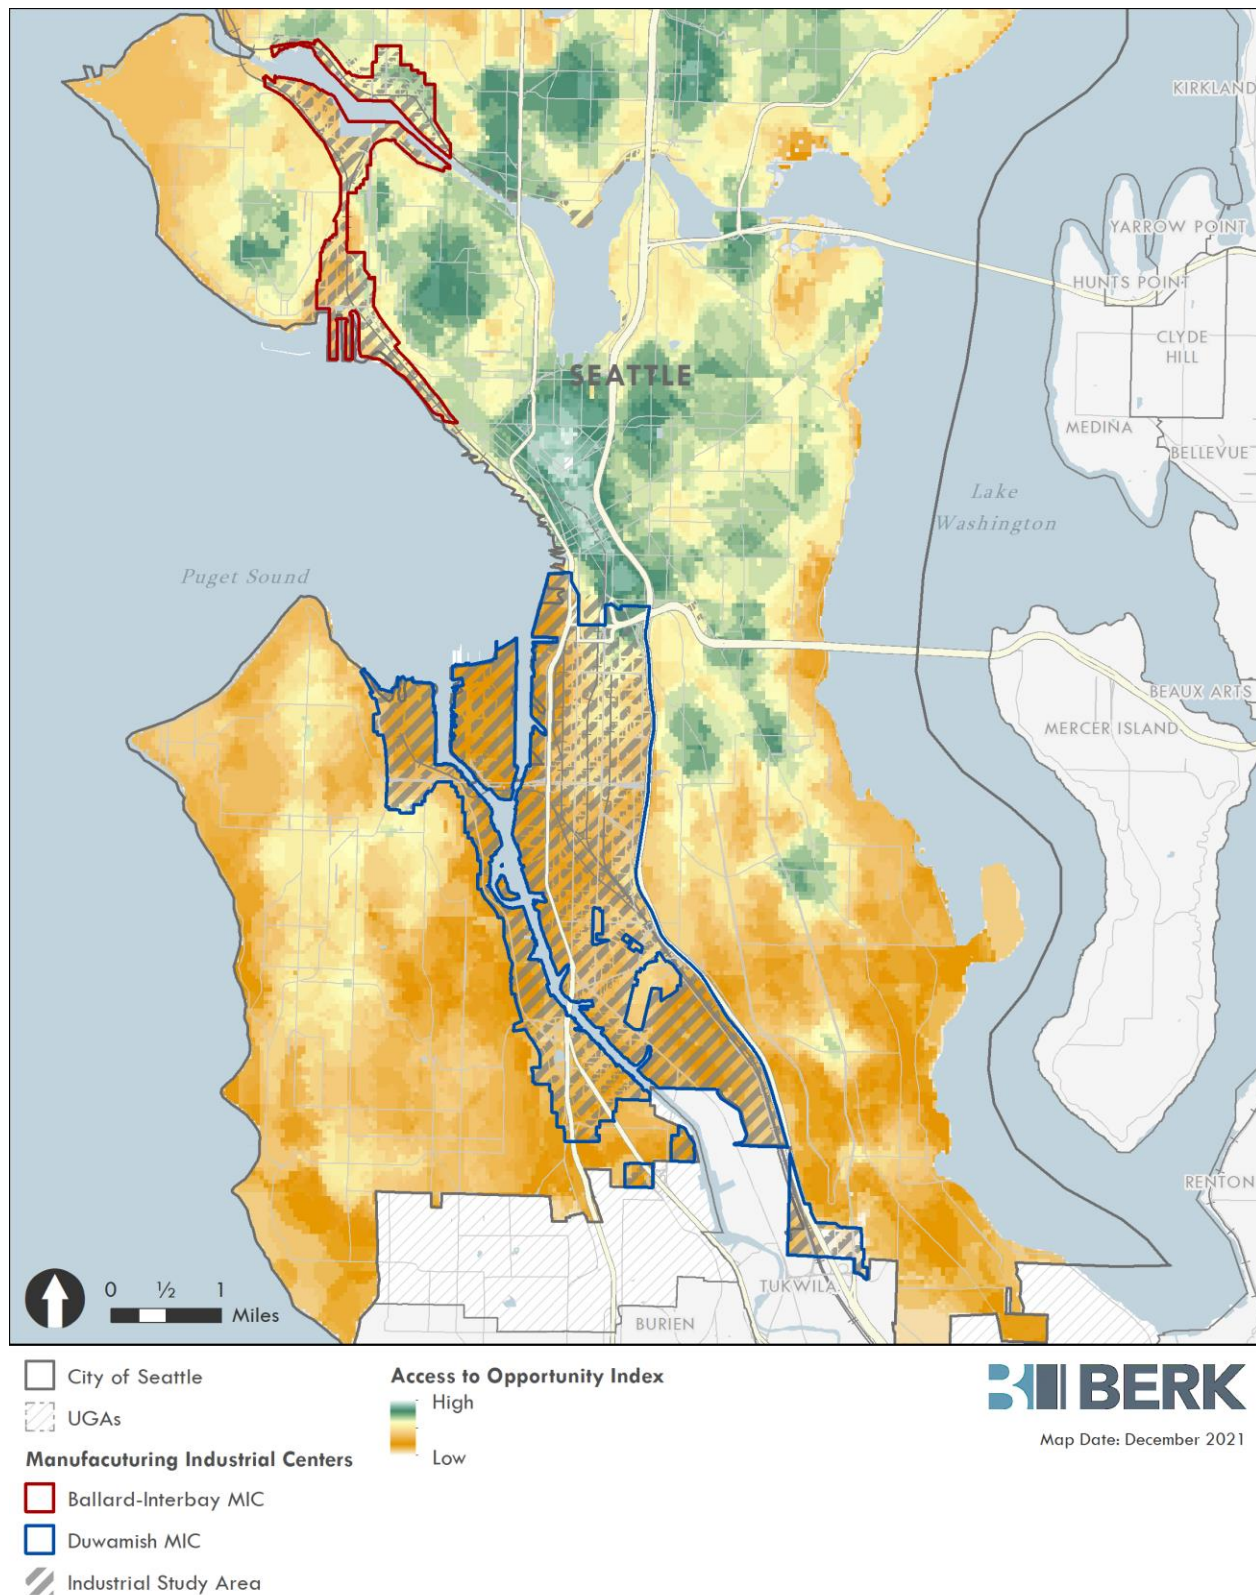 KIRKLAND
YARROW POINT
HUNTS POINT
CLYDE
HILL
SEATTLE
MEDINA
BELLEVUE
Lake
Washington
Puget Sound
BEAUX ARTS
MERCER ISLAND
RENTON
TUKWILA
BURIEN
0 ½ 1
Miles
City of Seattle
UGAs
Manufacuturing Industrial Centers
Ballard-Interbay MIC
Duwamish MIC
Industrial Study Area
Access to Opportunity Index
High
Low
BERK
Map Date: December 2021